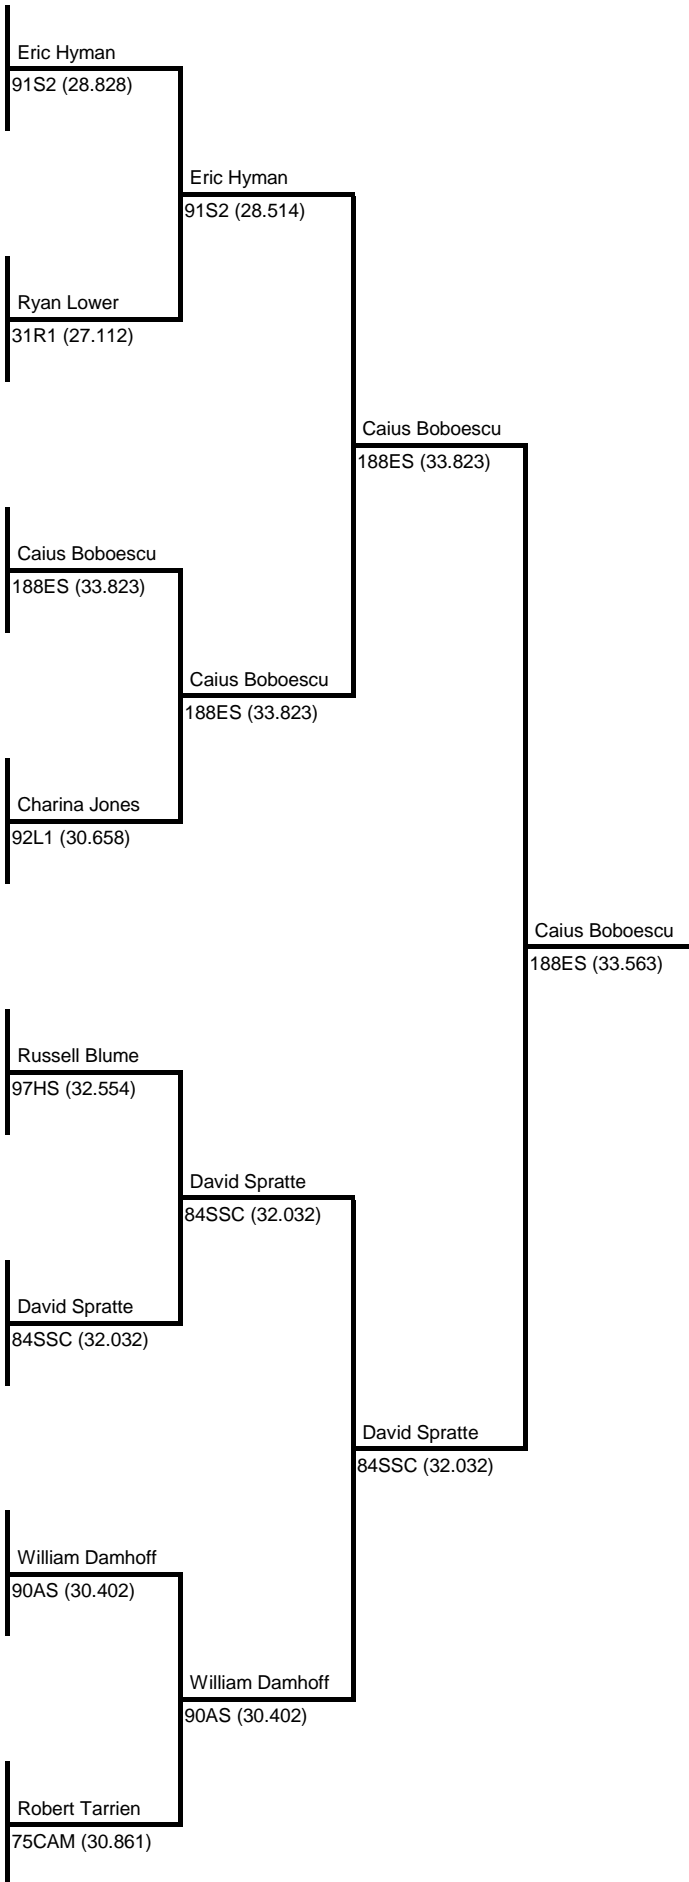 Eric Hyman
91S2 (28.828)
Eric Hyman
91S2 (28.514)
Ryan Lower
31R1 (27.112)
Caius Boboescu
188ES (33.823)
Caius Boboescu
188ES (33.823)
Caius Boboescu
188ES (33.823)
Charina Jones
92L1 (30.658)
Caius Boboescu
188ES (33.563)
Russell Blume
97HS (32.554)
David Spratte
84SSC (32.032)
David Spratte
84SSC (32.032)
David Spratte
84SSC (32.032)
William Damhoff
90AS (30.402)
William Damhoff
90AS (30.402)
Robert Tarrien
75CAM (30.861)